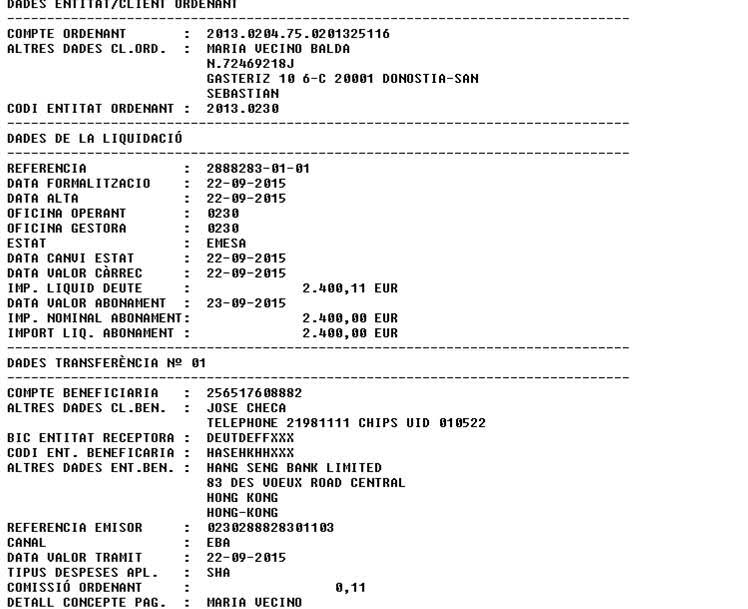 DADES ENTITAT/CLIENT ORDENANT
--------------------------------------------------------------------------------
COMPTE ORDENANT : 2013.0204.75.0201325116
ALTRES DADES CL.ORD. : MARIA VECINO BALDA
N.72469218J
GASTERIZ 10 6-C 20001 DONOSTIA-SAN
SEBASTIAN
CODI ENTITAT ORDENANT : 2013.0230
--------------------------------------------------------------------------------
DADES DE LA LIQUIDACIÓ
--------------------------------------------------------------------------------
REFERENCIA : 2888283-01-01
DATA FORMALITZACIO : 22-09-2015
DATA ALTA : 22-09-2015
OFICINA OPERANT : 0230
OFICINA GESTORA : 0230
ESTAT : EMESA
DATA CANVI ESTAT : 22-09-2015
DATA VALOR CÀRREC : 22-09-2015
IMP. LIQUID DEUTE : 2.400,11 EUR
DATA VALOR ABONAMENT : 23-09-2015
IMP. NOMINAL ABONAMENT: 2.400,00 EUR
IMPORT LIQ. ABONAMENT : 2.400,00 EUR
--------------------------------------------------------------------------------
DADES TRANSFERÈNCIA Nº 01
--------------------------------------------------------------------------------
COMPTE BENEFICIARIA : 256517608882
ALTRES DADES CL.BEN. : JOSE CHECA
TELEPHONE 21981111 CHIPS UID 010522
BIC ENTITAT RECEPTORA : DEUTDEFFXXX
CODI ENT. BENEFICARIA : HASEHKHHXXX
ALTRES DADES ENT.BEN. : HANG SENG BANK LIMITED
83 DES VOEUX ROAD CENTRAL
HONG KONG
HONG-KONG
REFERENCIA EMISOR : 0230288828301103
CANAL : EBA
DATA VALOR TRAMIT : 22-09-2015
TIPUS DESPESES APL. : SHA
COMISSIÓ ORDENANT : 0,11
DETALL CONCEPTE PAG. : MARIA VECINO